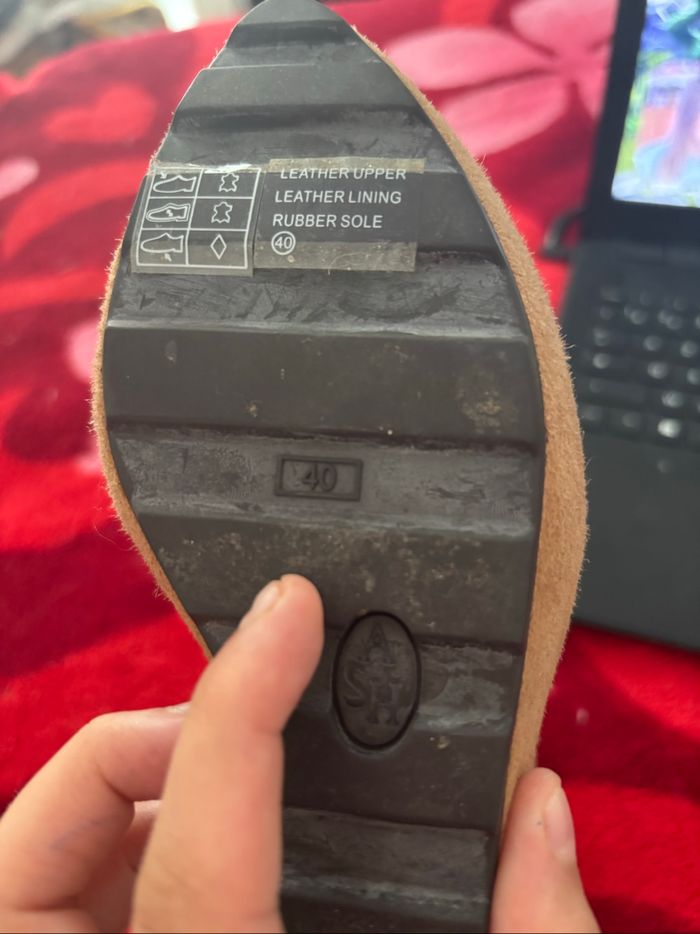 LEATHER UPPER
LEATHER LINING
RUBBER SOLE
40
40
ASH